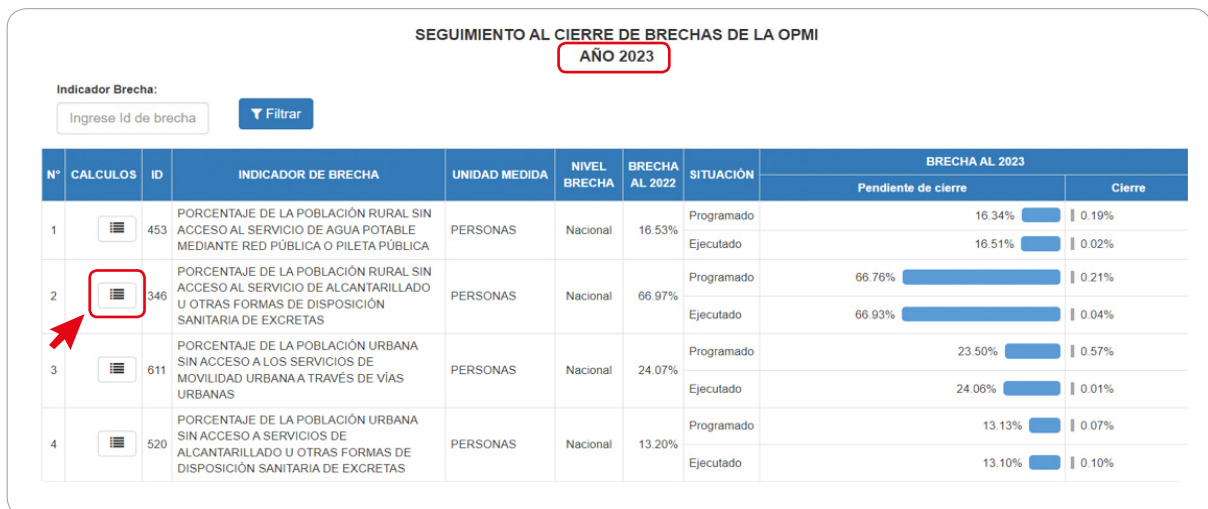 SEGUIMIENTO AL CIERRE DE BRECHAS DE LA OPMI
AÑO 2023
Indicador Brecha:
Ingrese Id de brecha
Filtrar
N° CALCULOS ID INDICADOR DE BRECHA UNIDAD MEDIDA NIVEL BRECHA BRECHA AL 2022 SITUACIÓN BRECHA AL 2023
Pendiente de cierre Cierre
1 453 PORCENTAJE DE LA POBLACIÓN RURAL SIN
ACCESO AL SERVICIO DE AGUA POTABLE
MEDIANTE RED PÚBLICA O PILETA PÚBLICA
PERSONAS Nacional 16.53%
Programado 16.34% 0.19%
Ejecutado 16.51% 0.02%
2 346 PORCENTAJE DE LA POBLACIÓN RURAL SIN
ACCESO AL SERVICIO DE ALCANTARILLADO
U OTRAS FORMAS DE DISPOSICIÓN
SANITARIA DE EXCRETAS
PERSONAS Nacional 66.97%
Programado 66.76% 0.21%
Ejecutado 66.93% 0.04%
3 611 PORCENTAJE DE LA POBLACIÓN URBANA
SIN ACCESO A LOS SERVICIOS DE
MOVILIDAD URBANA A TRAVÉS DE VÍAS
URBANAS
PERSONAS Nacional 24.07%
Programado 23.50% 0.57%
Ejecutado 24.06% 0.01%
4 520 PORCENTAJE DE LA POBLACIÓN URBANA
SIN ACCESO A SERVICIOS DE
ALCANTARILLADO U OTRAS FORMAS DE
DISPOSICIÓN SANITARIA DE EXCRETAS
PERSONAS Nacional 13.20%
Programado 13.13% 0.07%
Ejecutado 13.10% 0.10%